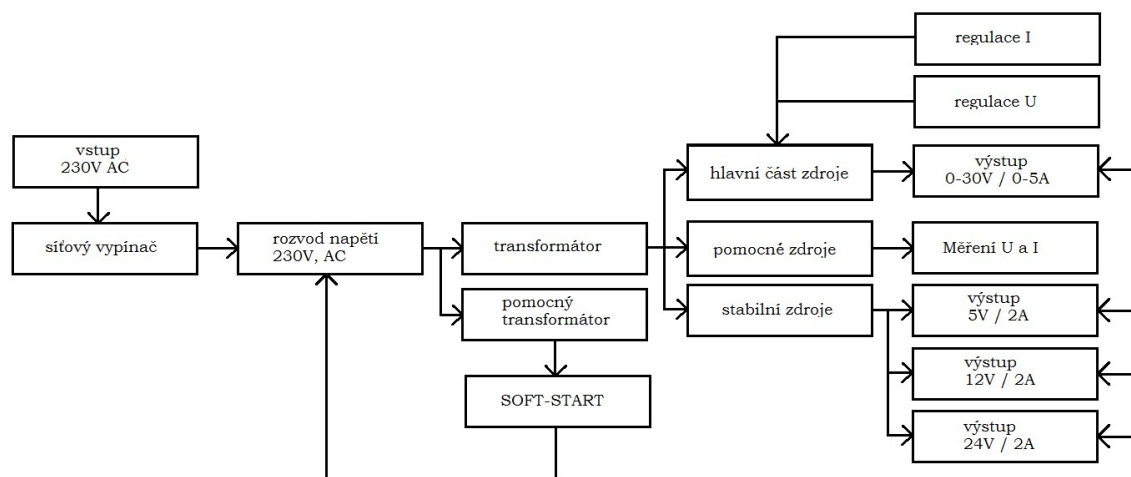 regulace I
regulace U
vstup
230V AC
hlavní část zdroje
výstup
0-30V / 0-5A
síťový vypínač
rozvod napětí
230V, AC
transformátor
pomocné zdroje
Měření U a I
pomocný
transformátor
stabilní zdroje
výstup
5V / 2A
výstup
12V / 2A
SOFT-START
výstup
24V / 2A